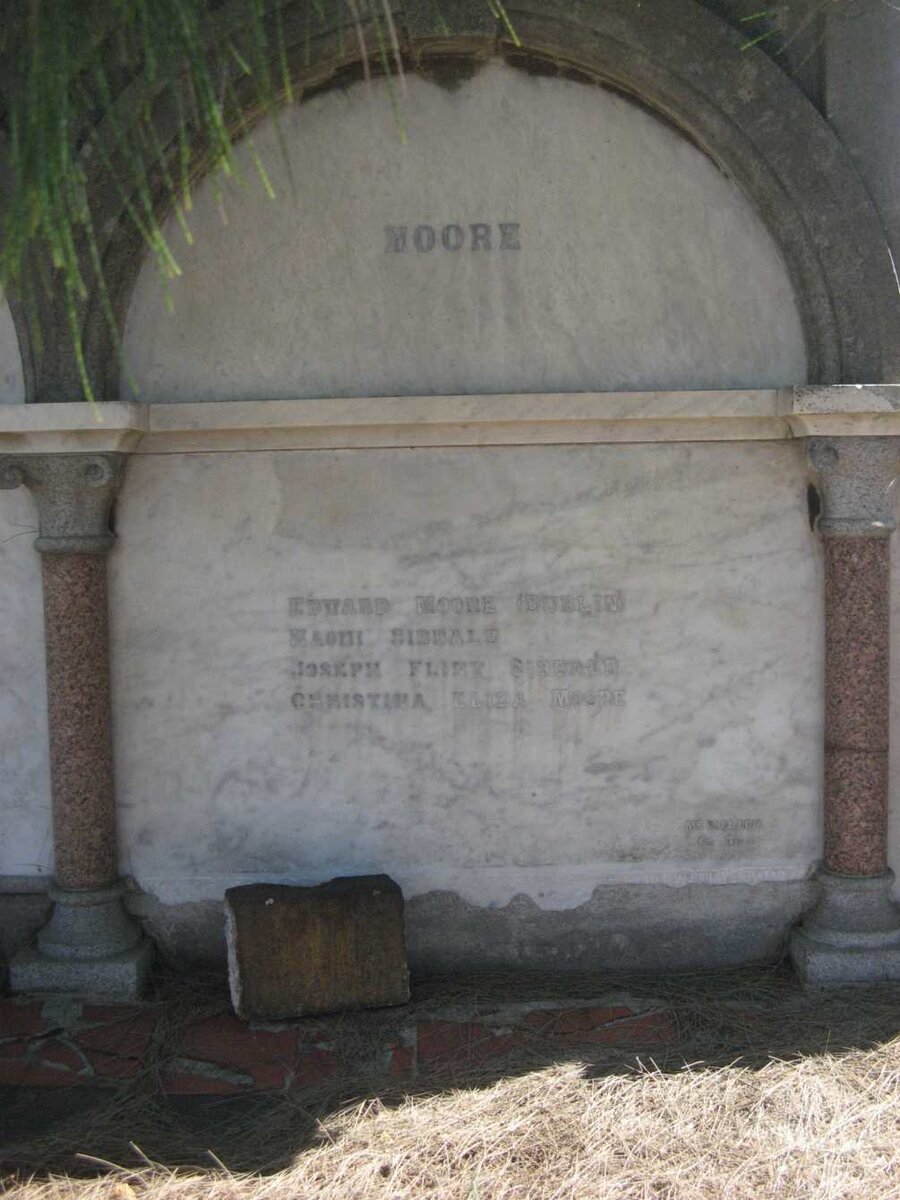 MOORE
EDWARD MOORE (DUBLIN)
NAOMI SIBBALD
JOSEPH FLINT SIBBALD
CHRISTINA ELIZA MOORE